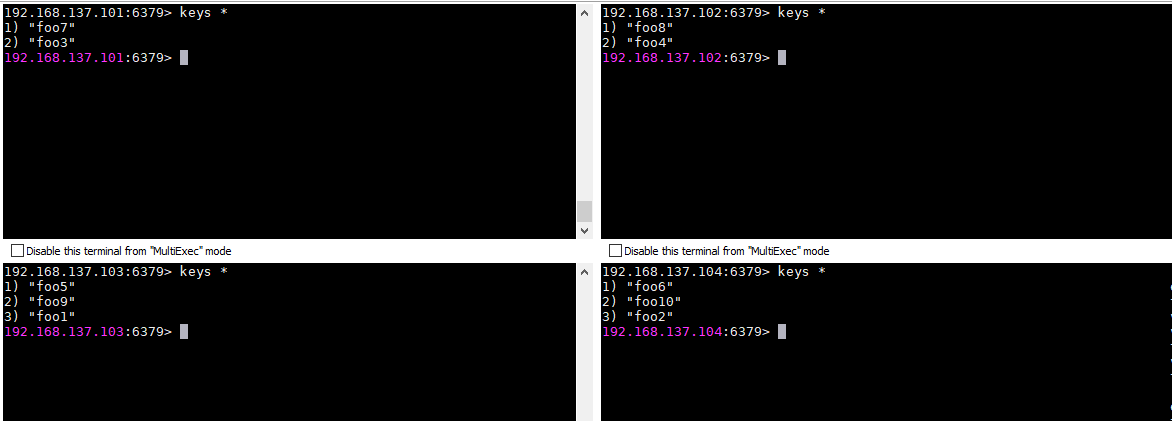 192.168.137.101:6379> keys *
1) "foo7"
2) "foo3"
192.168.137.101:6379>
192.168.137.102:6379> keys *
1) "foo8"
2) "foo4"
192.168.137.102:6379>
Disable this terminal from "MultiExec" mode
Disable this terminal from "MultiExec" mode
192.168.137.103:6379> keys *
1) "foo5"
2) "foo9"
3) "foo1"
192.168.137.103:6379>
192.168.137.104:6379> keys *
1) "foo6"
2) "foo10"
3) "foo2"
192.168.137.104:6379>